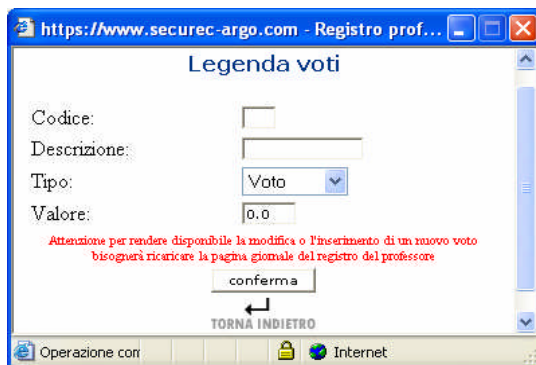 https://www.securec-argo.com - Registro prof...
Legenda voti
Codice:
Descrizione:
Tipo: Voto
Valore: 0.0
Attenzione per rendere disponibile la modifica o l'inserimento di un nuovo voto
bisognerà ricaricare la pagina giornale del registro del professore
conferma
TORNA INDIETRO
Operazione con Internet